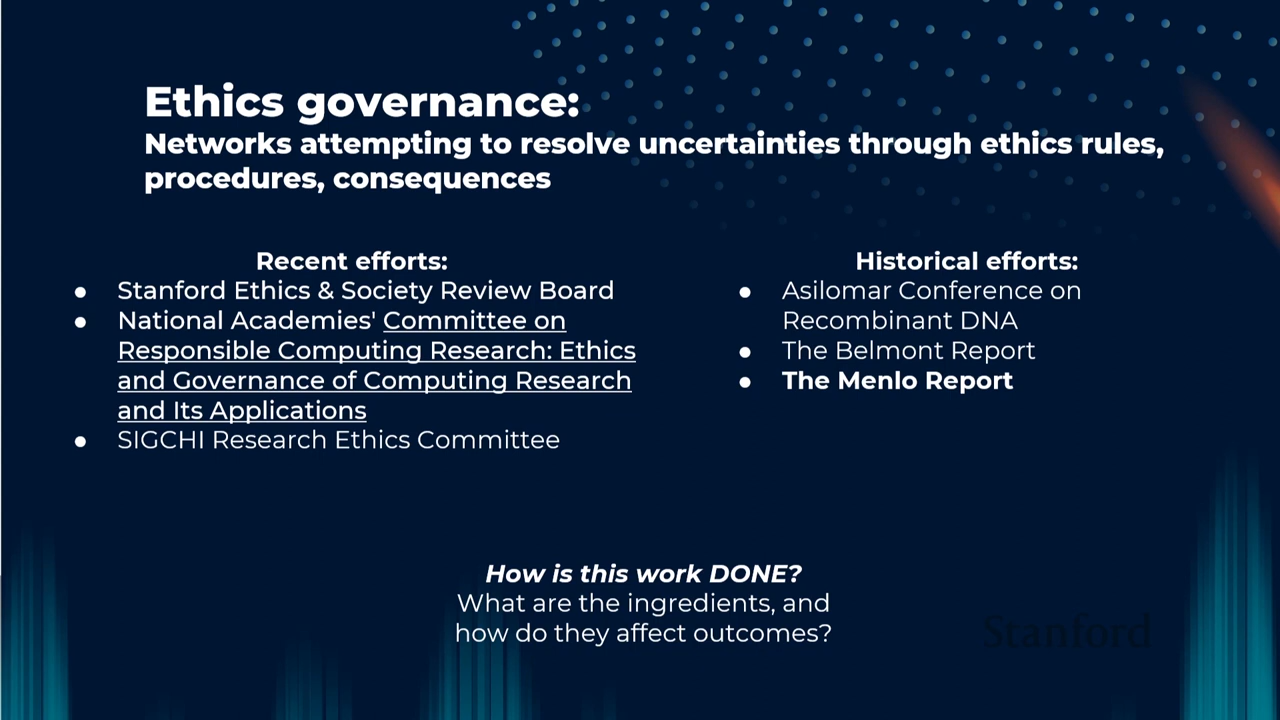 Ethics governance:
Networks attempting to resolve uncertainties through ethics rules,
procedures, consequences
Recent efforts:
● Stanford Ethics & Society Review Board
● National Academies' Committee on
Responsible Computing Research: Ethics
and Governance of Computing Research
and Its Applications
● SIGCHI Research Ethics Committee
Historical efforts:
● Asilomar Conference on
Recombinant DNA
● The Belmont Report
● The Menlo Report
How is this work DONE?
What are the ingredients, and
how do they affect outcomes?
Stanford